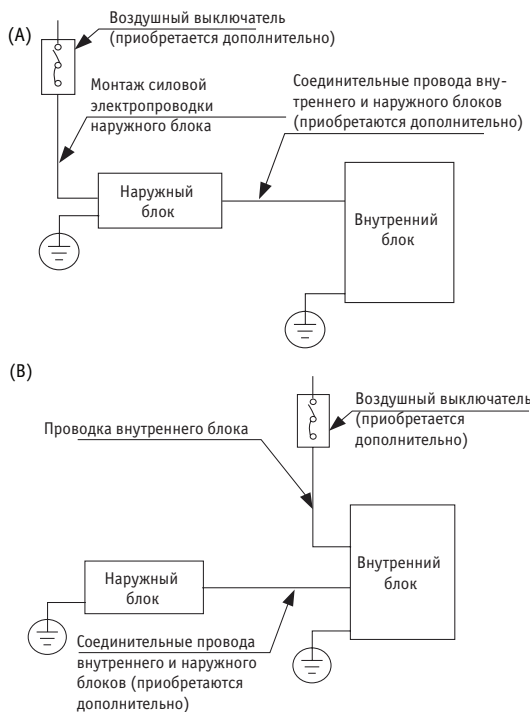 (A)
Воздушный выключатель
(приобретается дополнительно)
Монтаж силовой
электропроводки
наружного блока
Соединительные провода вну-
треннего и наружного блоков
(приобретаются дополнительно)
Наружный
блок
Внутренний
блок
(B)
Воздушный выключатель
(приобретается
дополнительно)
Проводка внутреннего блока
Наружный
блок
Внутренний
блок
Соединительные провода
внутреннего и наружного
блоков (приобретаются
дополнительно)